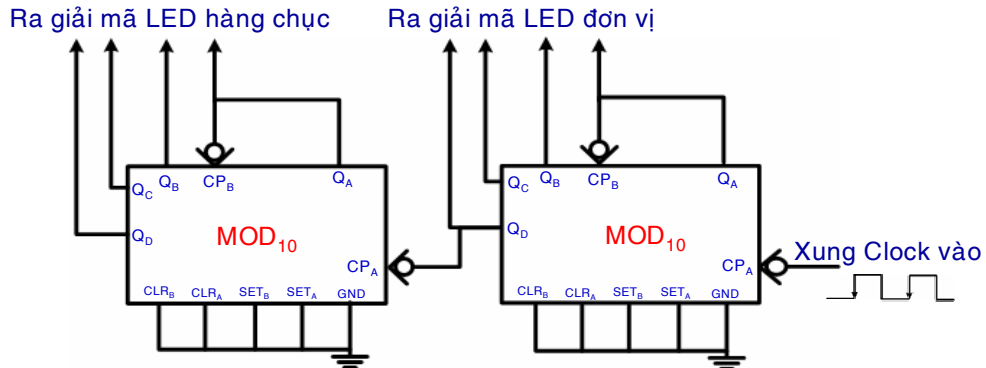 Ra giải mã LED hàng chục
Ra giải mã LED đơn vị
QC QB CPB QA
QD
MOD10
CPA
CLRB CLRA SETB SETA GND
QC QB CPB QA
QD
MOD10
CPA
CLRB CLRA SETB SETA GND
Xung Clock vào